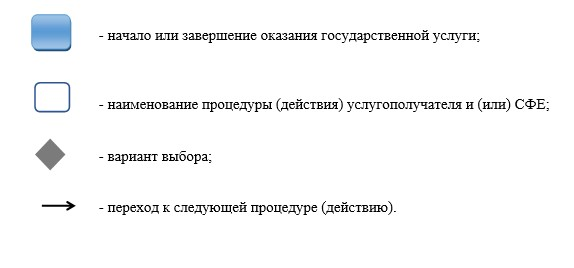 - начало или завершение оказания государственной услуги;
- наименование процедуры (действия) услугополучателя и (или) СФЕ;
- вариант выбора;
- переход к следующей процедуре (действию).